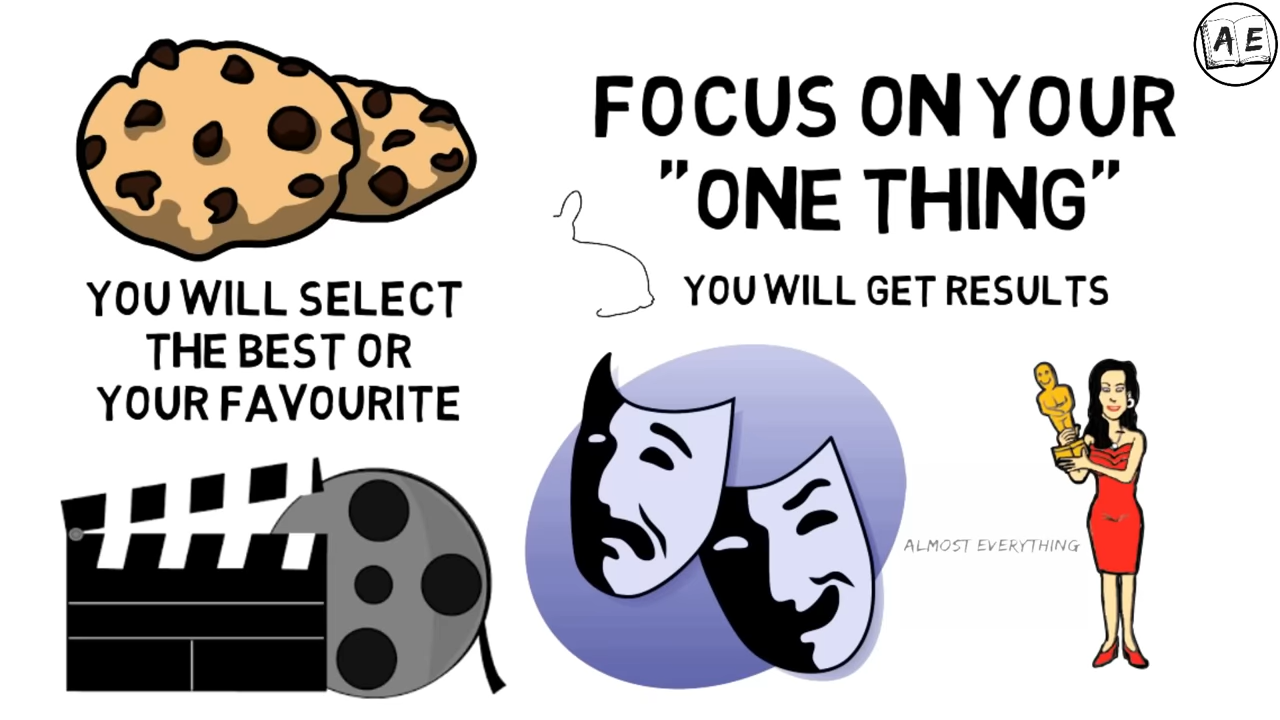 A E
FOCUS ON YOUR
"ONE THING"
YOU WILL GET RESULTS
YOU WILL SELECT
THE BEST OR
YOUR FAVOURITE
ALMOST EVERYTHING